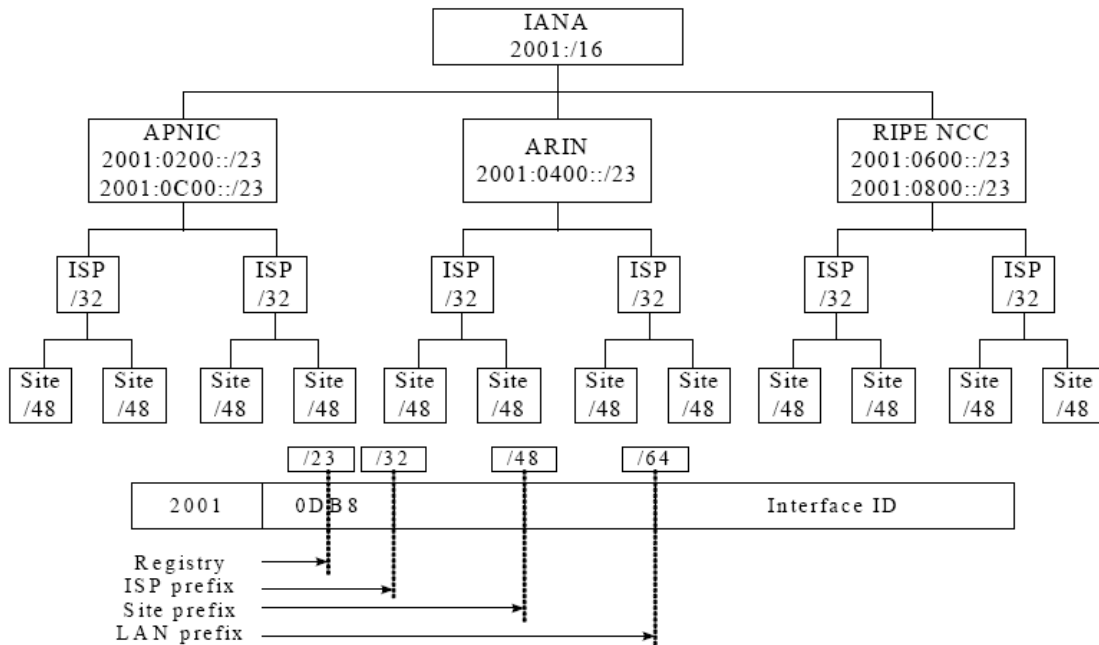 IANA
2001:/16
APNIC
2001:0200::/23
2001:0C00::/23
ARIN
2001:0400::/23
RIPE NCC
2001:0600::/23
2001:0800::/23
ISP
/32
ISP
/32
ISP
/32
ISP
/32
ISP
/32
ISP
/32
Site
/48
Site
/48
Site
/48
Site
/48
Site
/48
Site
/48
Site
/48
Site
/48
Site
/48
Site
/48
Site
/48
Site
/48
/23
/32
/48
/64
2001
0DB8
Interface ID
Registry
ISP prefix
Site prefix
LAN prefix